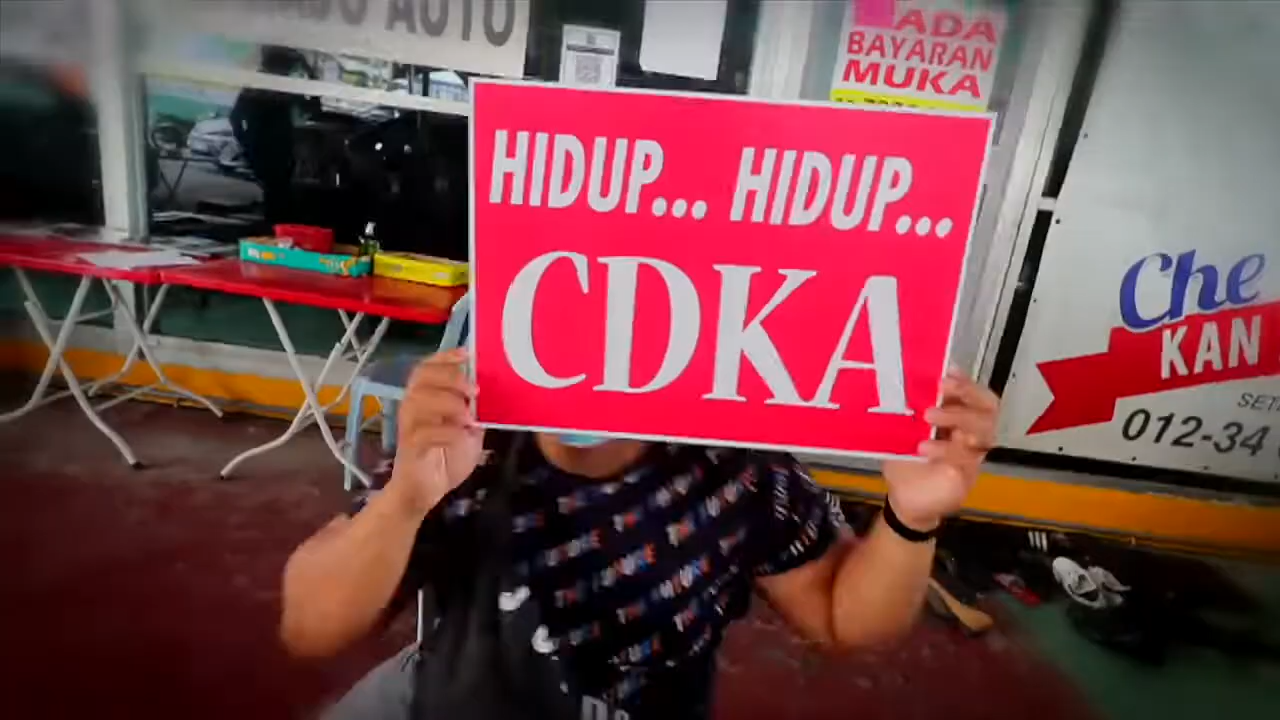 AUTO
ADA
BAYARAN
MUKA
HIDUP... HIDUP...
CDKA
Che
KAN
012-34